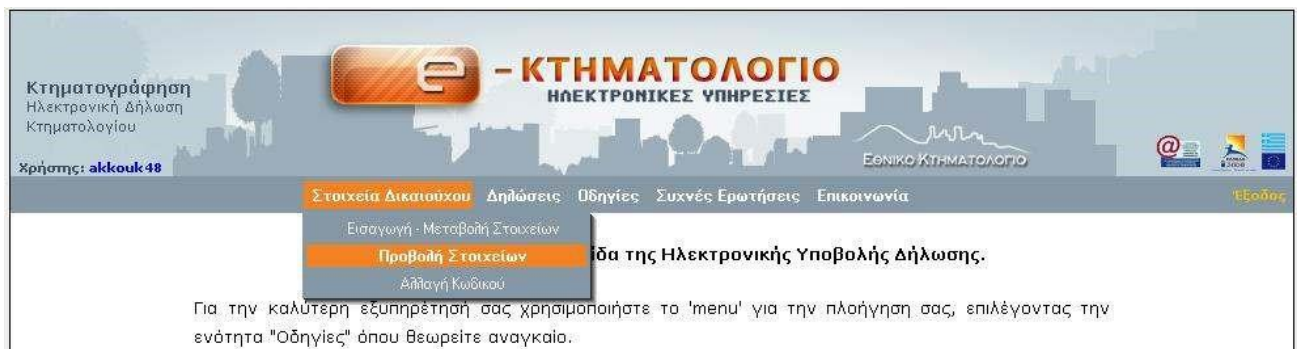 e - ΚΤΗΜΑΤΟΛΟΓΙΟ
ΗΛΕΚΤΡΟΝΙΚΕΣ ΥΠΗΡΕΣΙΕΣ
Κτηματογράφηση
Ηλεκτρονική Δήλωση
Κτηματολογίου
Χρήστης: akkouk48
ΕΘΝΙΚΟ ΚΤΗΜΑΤΟΛΟΓΙΟ
Στοιχεία Δικαιούχου Δηλώσεις Οδηγίες Συχνές Ερωτήσεις Επικοινωνία Έξοδος
Εισαγωγή - Μεταβολή Στοιχείων
Προβολή Στοιχείων
Αλλαγή Κωδικού
ίδα της Ηλεκτρονικής Υποβολής Δήλωσης.
Για την καλύτερη εξυπηρέτησή σας χρησιμοποιήστε το 'menu' για την πλοήγηση σας, επιλέγοντας την
ενότητα "Οδηγίες" όπου θεωρείτε αναγκαίο.